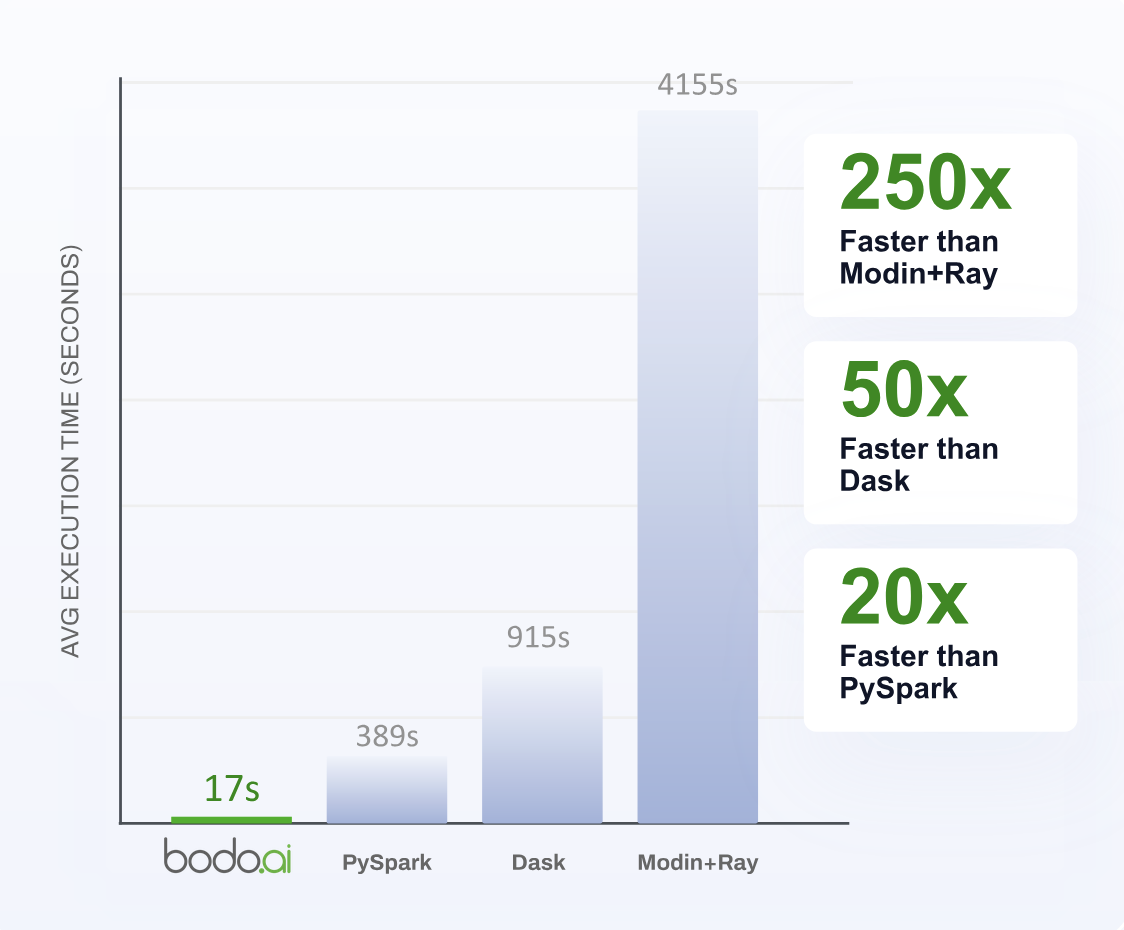 4155s
250x
Faster than
Modin+Ray
AVG EXECUTION TIME (SECONDS)
50x
Faster than
Dask
915s
20x
Faster than
PySpark
389s
17s
bodo.ai
PySpark
Dask
Modin+Ray